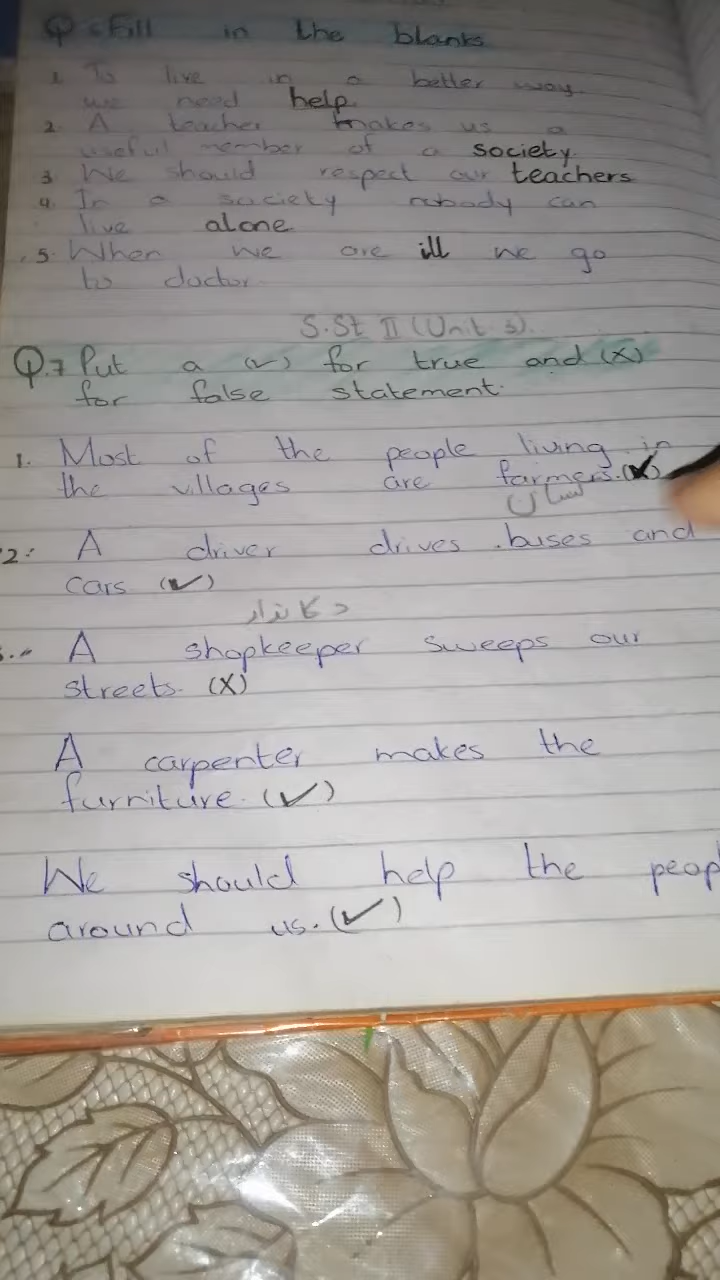 Q Fill in the blanks
1. To live in a better way
we need help.
2. A teacher makes us a
useful member of a society.
3. We should respect our teachers
4. In a society nobody can
live alone
5. When we are ill we go
to doctor.
S.St II (Unit 3).
Q.7 Put a (✓) for true and (X)
for false statement.
1. Most of the people living in
the villages are farmers. (✓)
2: A driver drives buses and
cars (✓)
دکاندار
A shopkeeper sweeps our
streets. (X)
A carpenter makes the
furniture. (✓)
We should help the peop
around us. (✓)